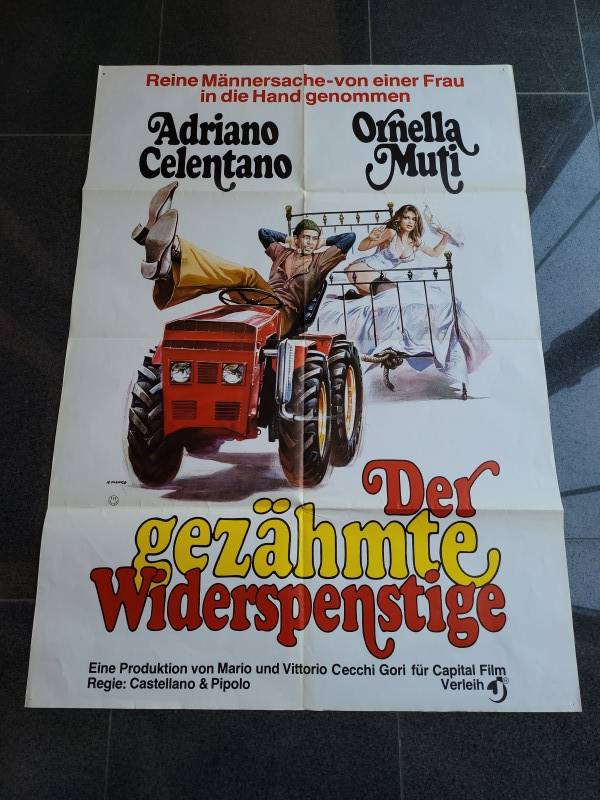 Reine Männersache-von einer Frau
in die Hand genommen
Adriano
Celentano
Ornella
Muti
Der
gezähmte
Widerspenstige
Eine Produktion von Mario und Vittorio Cecchi Gori für Capital Film
Regie: Castellano & Pipolo
Verleih